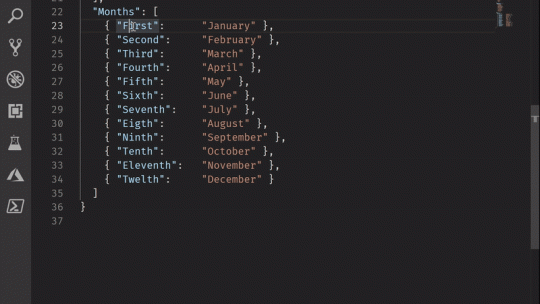 22 "Months": [
23 { "First": "January" },
24 { "Second": "February" },
25 { "Third": "March" },
26 { "Fourth": "April" },
27 { "Fifth": "May" },
28 { "Sixth": "June" },
29 { "Seventh": "July" },
30 { "Eigth": "August" },
31 { "Ninth": "September" },
32 { "Tenth": "October" },
33 { "Eleventh": "November" },
34 { "Twelth": "December" }
35 ]
36 }
37